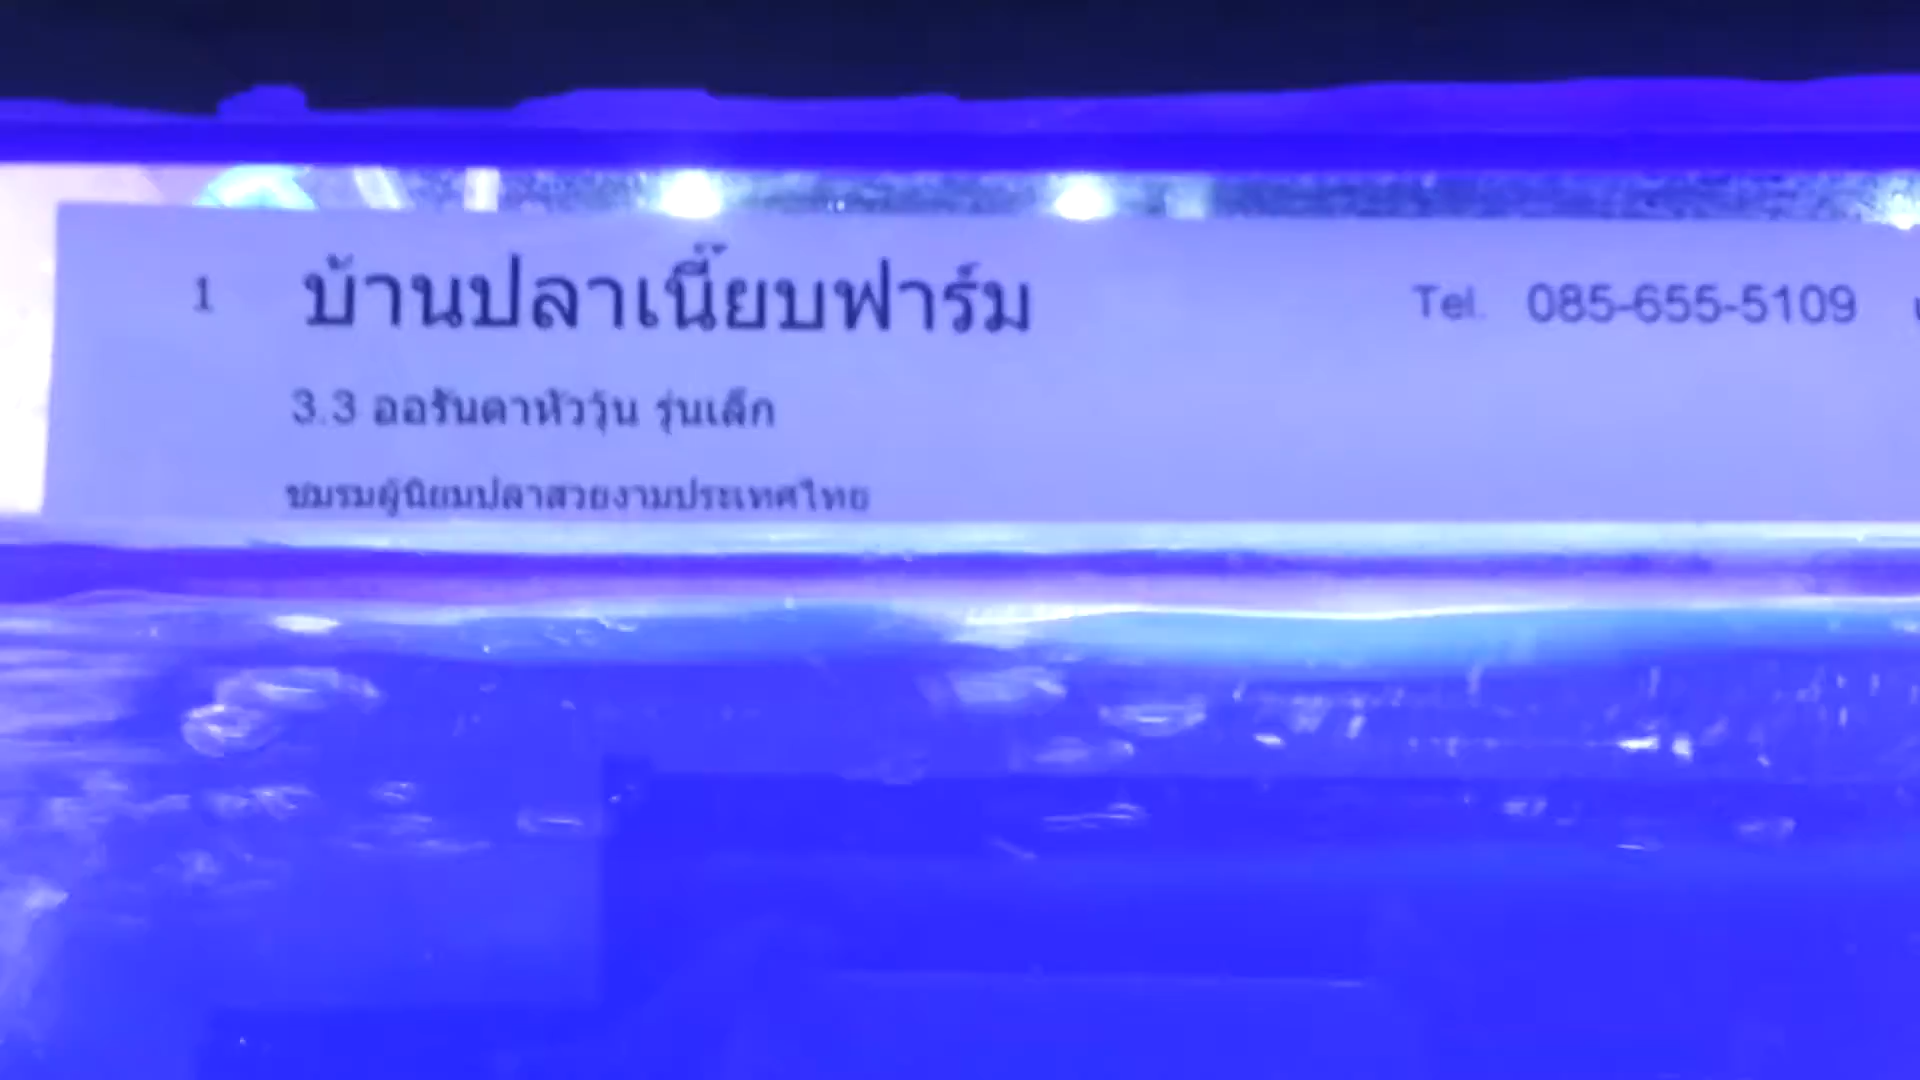 1 บ้านปลาเนี๊ยบฟาร์ม Tel. 085-655-5109
3.3 ออรันดาหัววุ้น รุ่นเล็ก
ชมรมผู้นิยมปลาสวยงามประเทศไทย